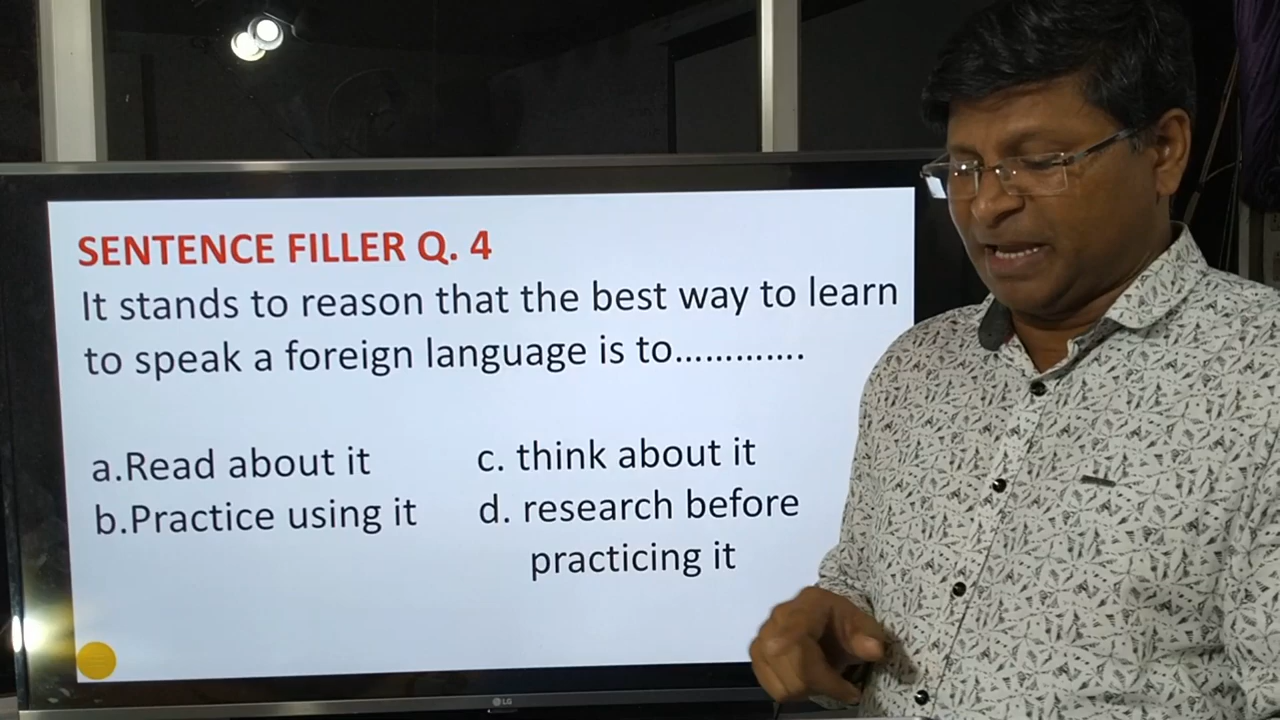 SENTENCE FILLER Q. 4
It stands to reason that the best way to learn
to speak a foreign language is to.............
a.Read about it
b.Practice using it
c. think about it
d. research before
practicing it
LG